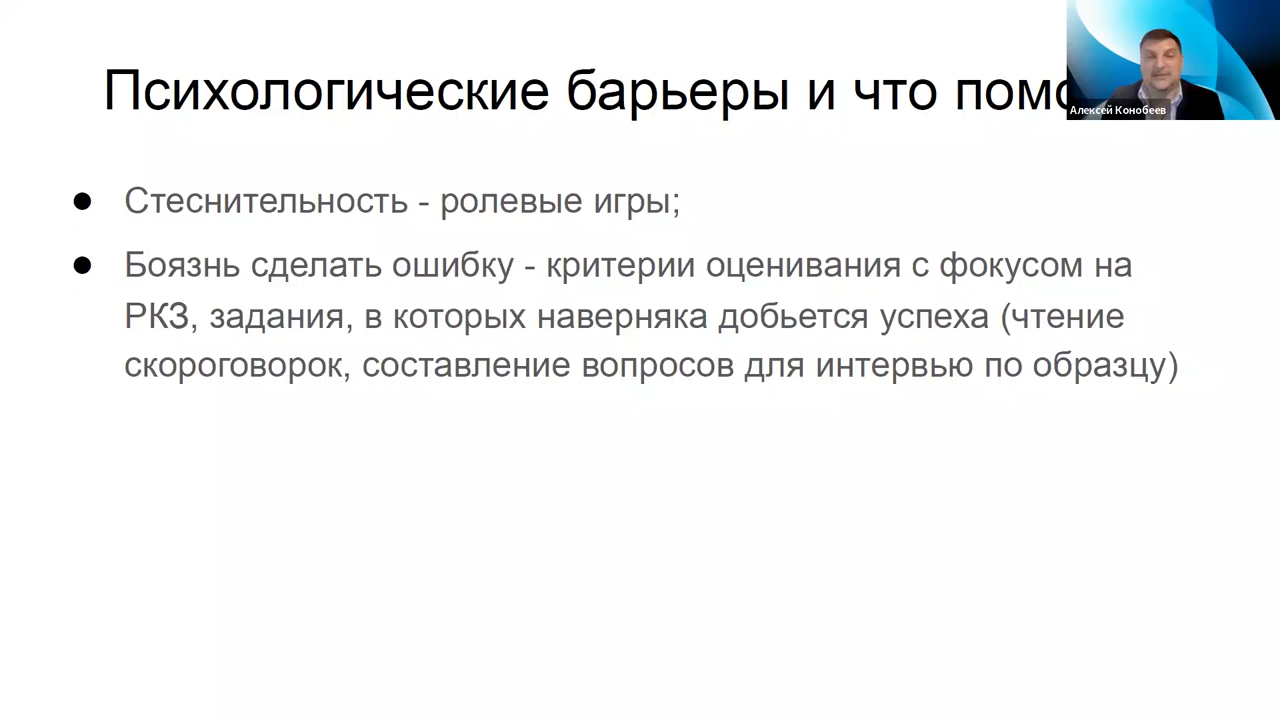 Психологические барьеры и что помо
Алексей Конобеев
● Стеснительность - ролевые игры;
● Боязнь сделать ошибку - критерии оценивания с фокусом на
РКЗ, задания, в которых наверняка добьется успеха (чтение
скороговорок, составление вопросов для интервью по образцу)